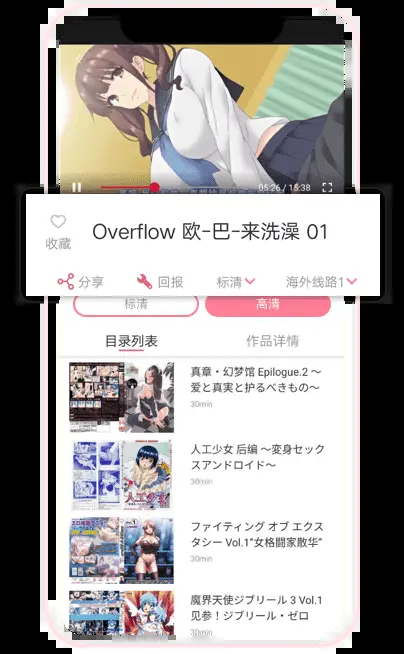 05:26 / 15:38
Overflow 欧-巴-来洗澡 01
收藏
分享
回报
标清
海外线路1
标清
高清
目录列表
作品详情
真章・幻梦馆 Epilogue.2 ～
爱と真実と护るべきもの～
30min
人工少女 后编 ～変身セック
スアンドロイド～
30min
ファイティング オブ エクス
タシー Vol.1“女格闘家散华”
30min
魔界天使ジブリール 3 Vol.1
见参！ジブリール・ゼロ
30min